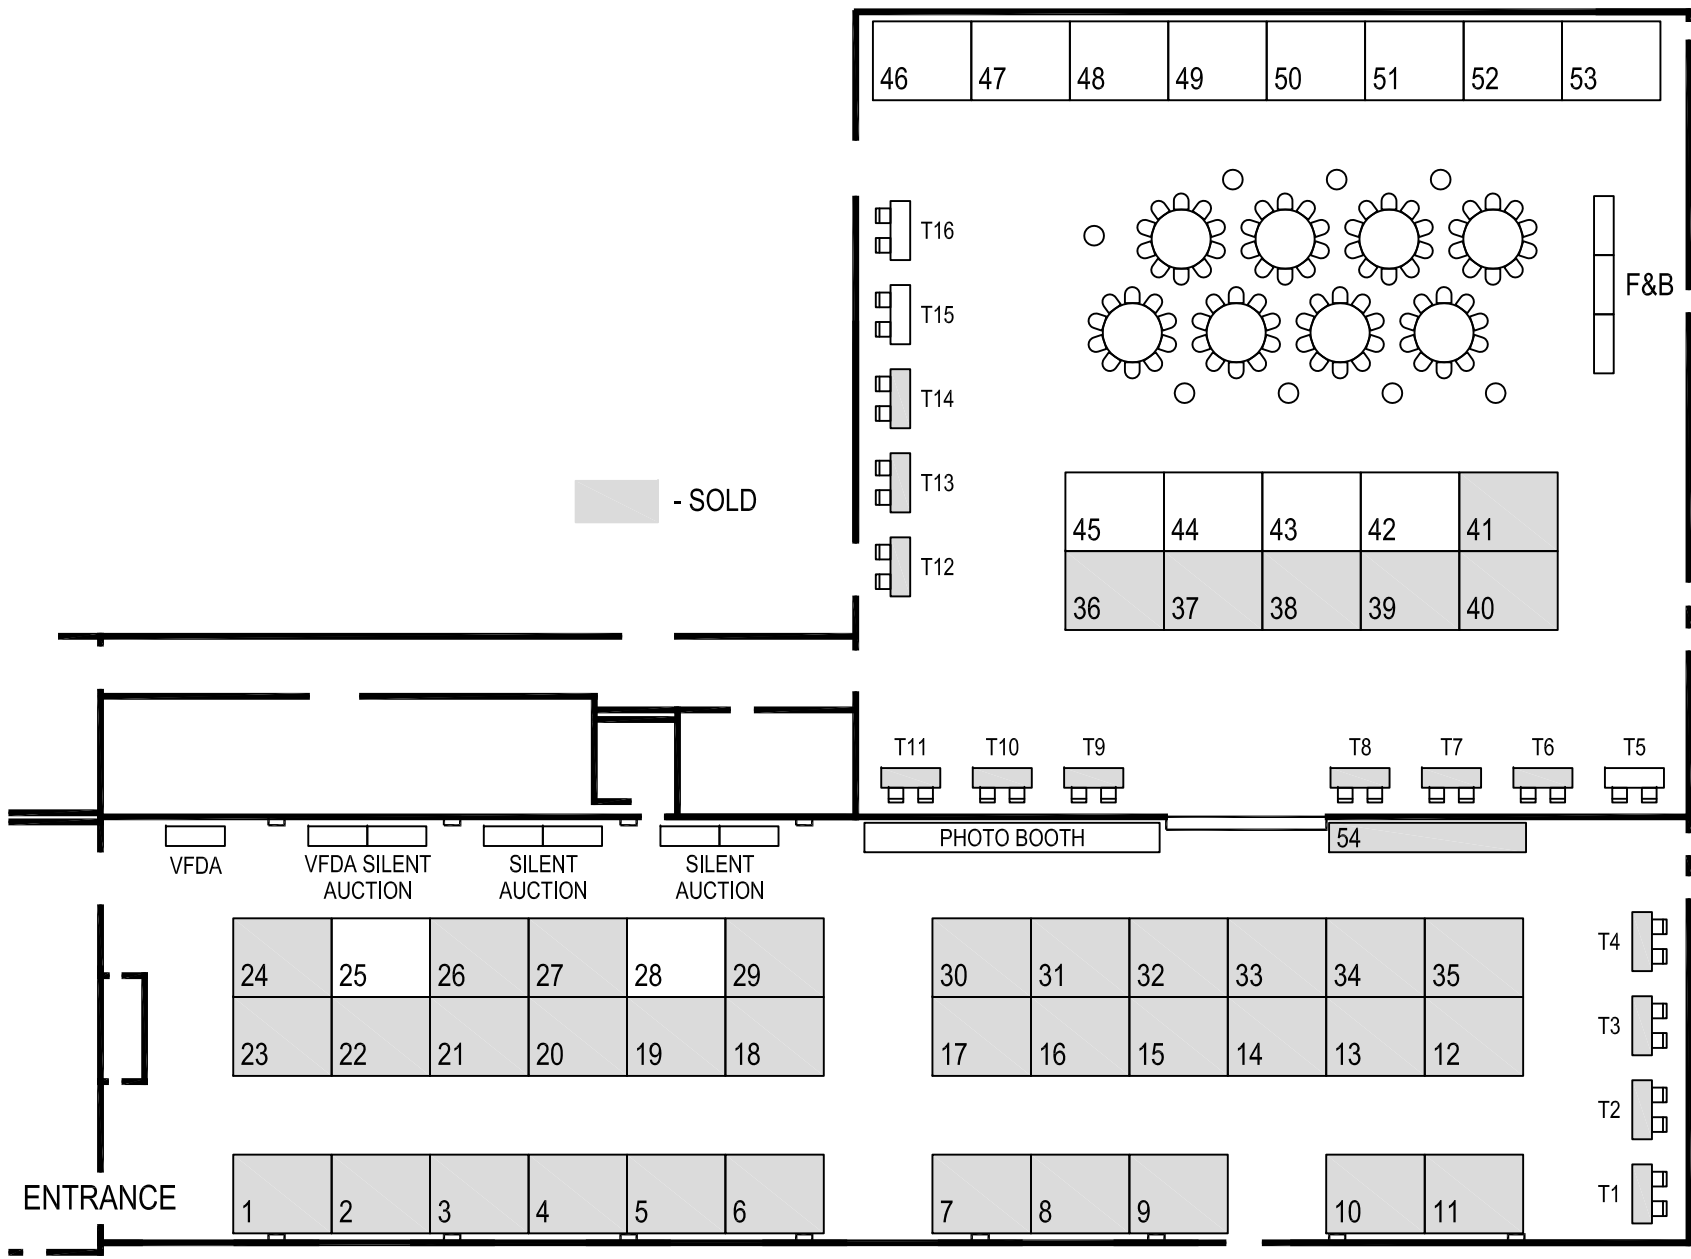 46 47 48 49 50 51 52 53
T16
F&B
T15
T14
T13
- SOLD
45 44 43 42 41
T12
36 37 38 39 40
T11 T10 T9 T8 T7 T6 T5
PHOTO BOOTH 54
VFDA
VFDA SILENT
AUCTION
SILENT
AUCTION
SILENT
AUCTION
T4
24 25 26 27 28 29 30 31 32 33 34 35
T3
23 22 21 20 19 18 17 16 15 14 13 12
T2
ENTRANCE
T1
1 2 3 4 5 6 7 8 9 10 11